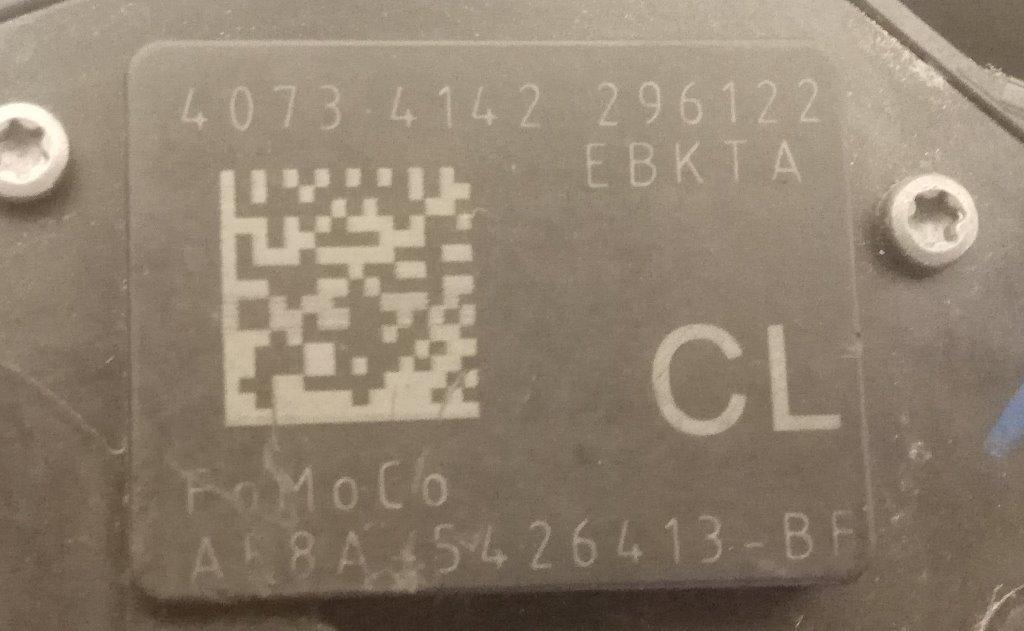 4073 4142 296122
EBKTA
CL
FoMoCo
5426413-BF